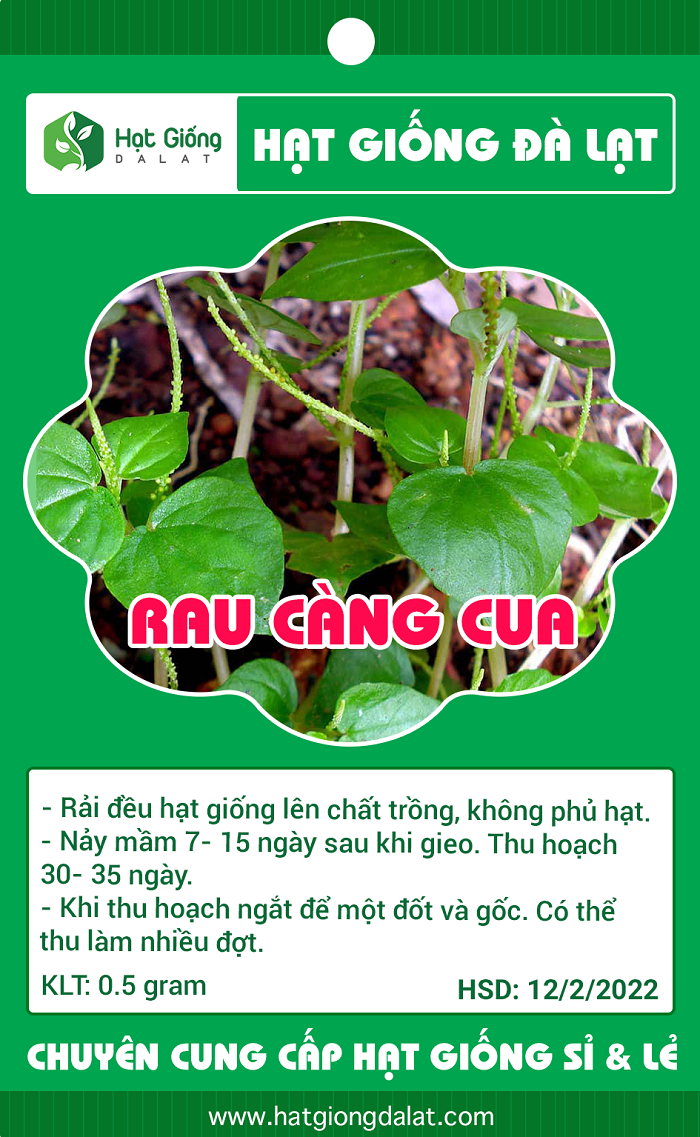 Hạt Giống
DALAT
HẠT GIỐNG ĐÀ LẠT
RAU CÀNG CUA
- Rải đều hạt giống lên chất trồng, không phủ hạt.
- Nảy mầm 7- 15 ngày sau khi gieo. Thu hoạch
30- 35 ngày.
- Khi thu hoạch ngắt để một đốt và gốc. Có thể
thu làm nhiều đợt.
KLT: 0.5 gram
HSD: 12/2/2022
CHUYÊN CUNG CẤP HẠT GIỐNG SỈ & LẺ
www.hatgiongdalat.com